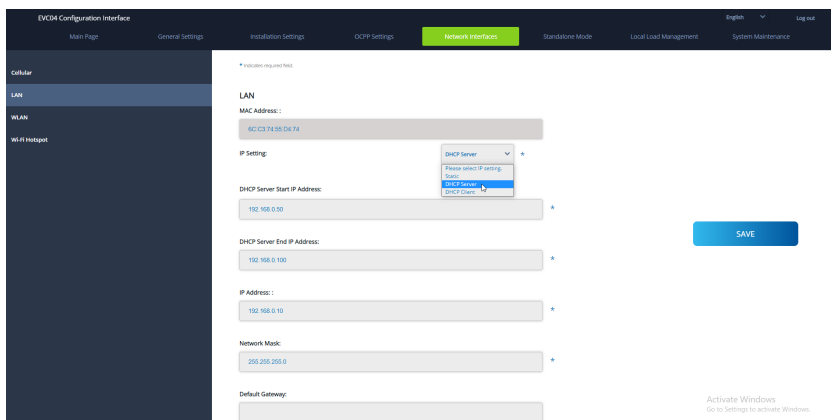 EVC04 Configuration Interface
English
Log out
Main Page
General Settings
Installation Settings
OCPP Settings
Network Interfaces
Standalone Mode
Local Load Management
System Maintenance
Cellular
LAN
WLAN
Wi-Fi Hotspot
* Indicates required field.
LAN
MAC Address: :
6C:C3:74:55:D4:74
IP Setting:
DHCP Server
*
Please select IP setting.
Static
DHCP Server
DHCP Client
DHCP Server Start IP Address:
192.168.0.50
*
SAVE
DHCP Server End IP Address:
192.168.0.100
*
IP Address: :
192.168.0.10
*
Network Mask:
255.255.255.0
*
Default Gateway:
Activate Windows
Go to Settings to activate Windows.